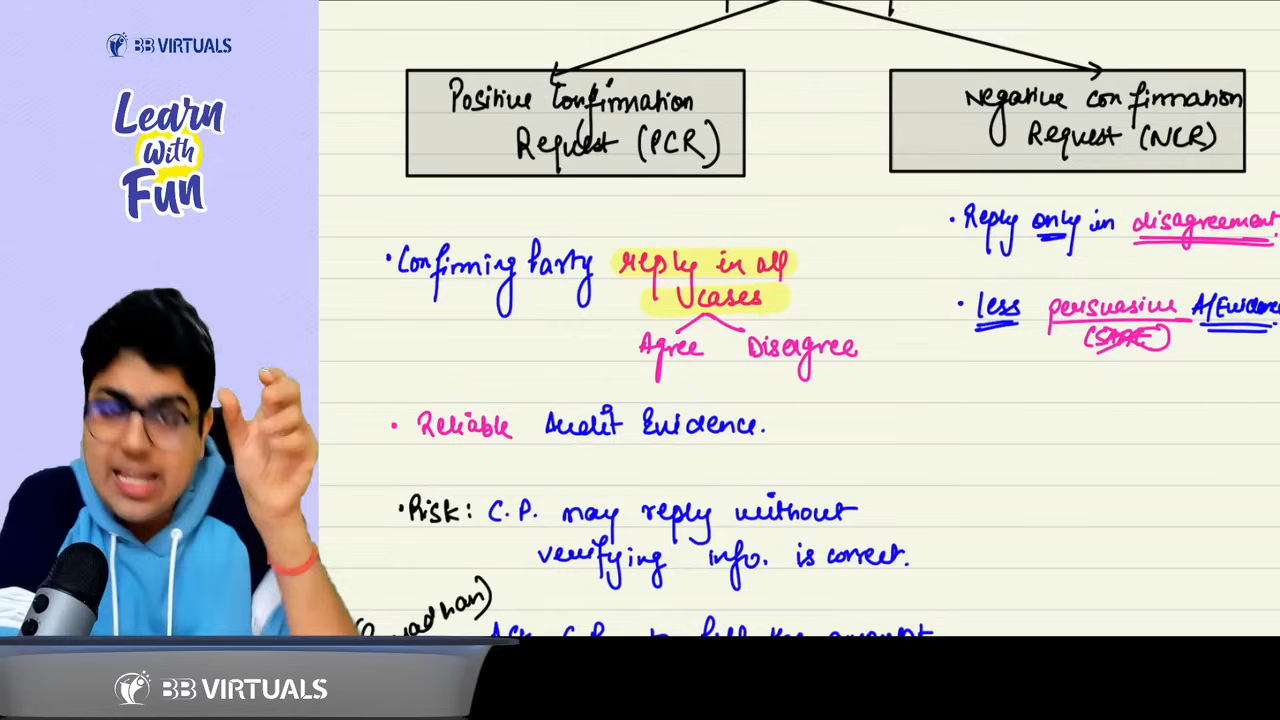 BB VIRTUALS
Learn
With
Fun
Positive Confirmation
Request (PCR)
Negative confirmation
Request (NCR)
• Confirming Party reply in all
cases
Agree Disagree
• Reliable Audit Evidence.
• Risk: C.P. may reply without
verifying info. is correct.
• Reply only in disagreement.
• less persuasive A/Evidence
BB VIRTUALS